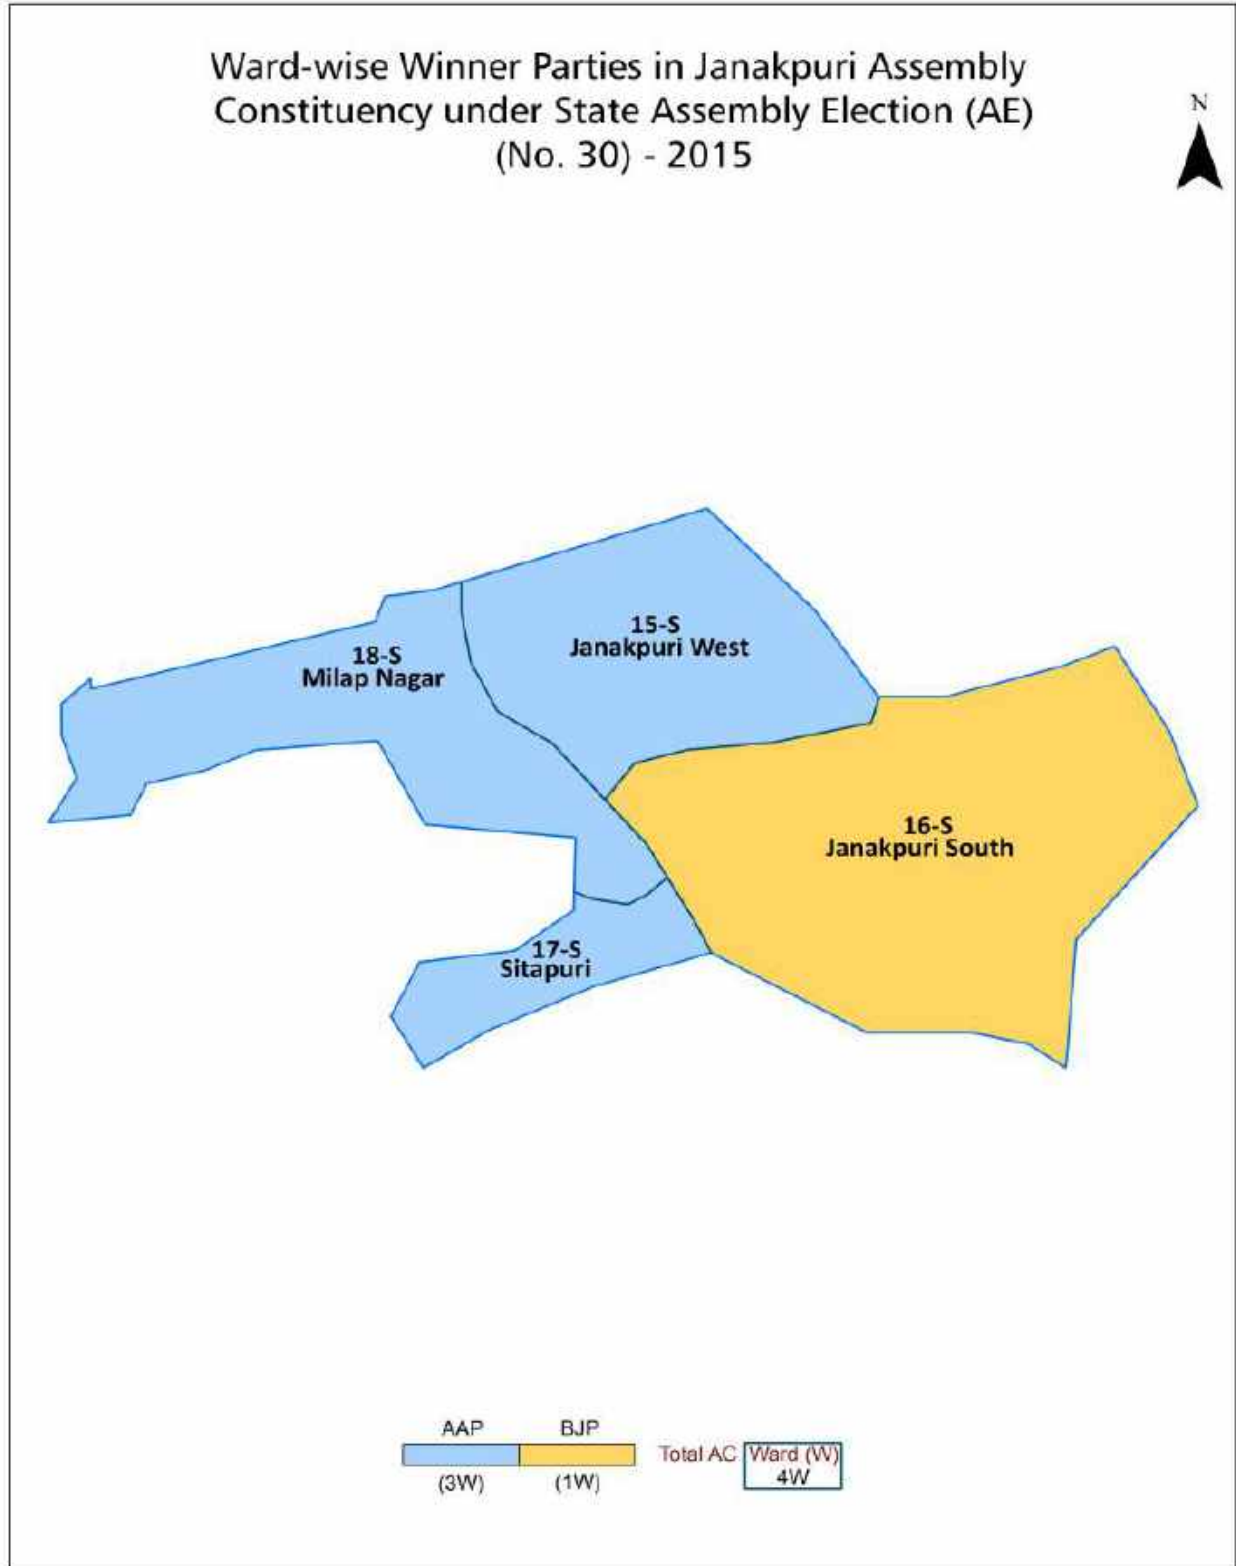 Ward-wise Winner Parties in Janakpuri Assembly
Constituency under State Assembly Election (AE)
(No. 30) - 2015
N
15-S
Janakpuri West
18-S
Milap Nagar
16-S
Janakpuri South
17-S
Sitapuri
AAP BJP
Total AC Ward (W)
(3W) (1W) 4W